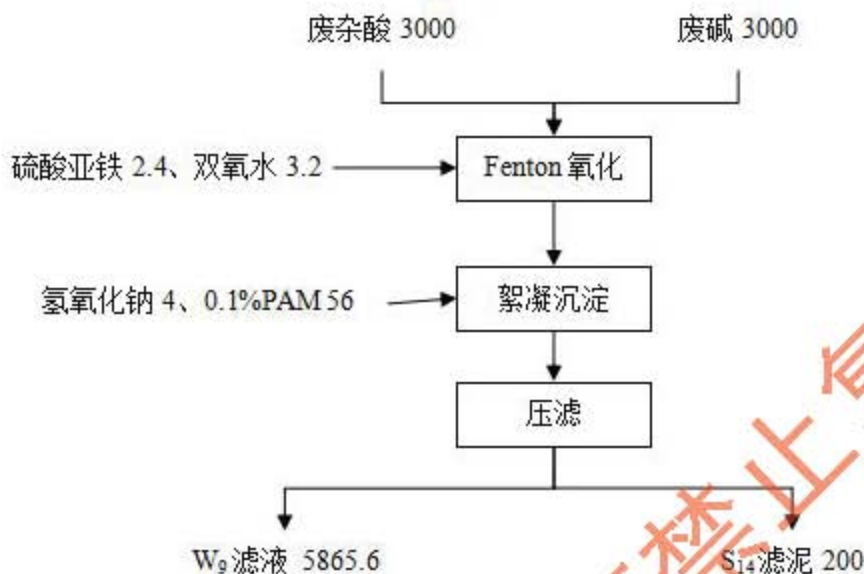 废杂酸 3000
废碱 3000
硫酸亚铁 2.4、双氧水 3.2
Fenton 氧化
氢氧化钠 4、0.1%PAM 56
絮凝沉淀
压滤
禁止
W₉ 滤液 5865.6
S₁₄ 滤泥 200